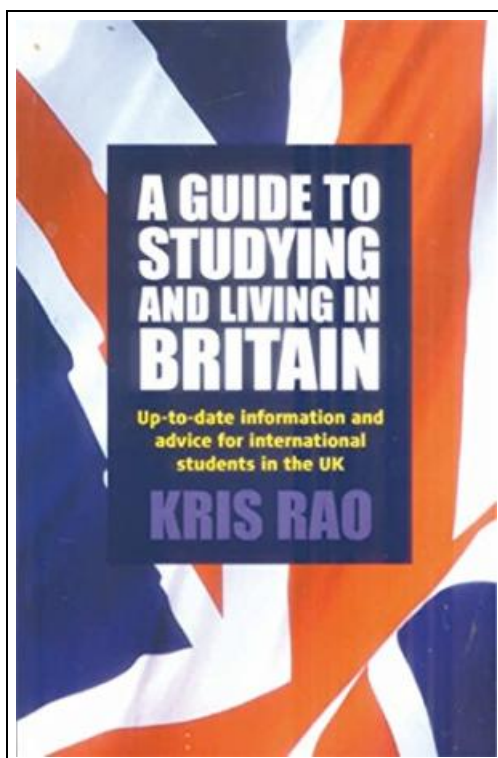 A GUIDE TO
STUDYING
AND LIVING IN
BRITAIN
Up-to-date information and
advice for international
students in the UK
KRIS RAO